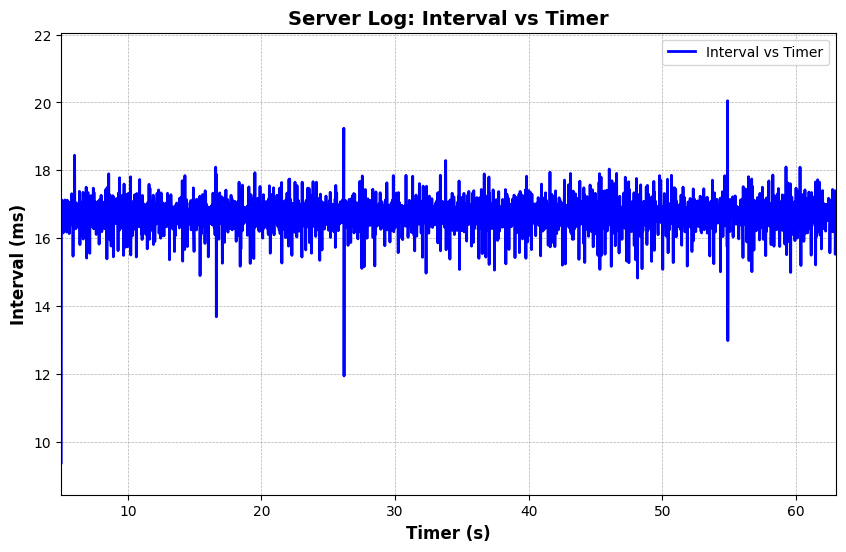 Server Log: Interval vs Timer
Interval vs Timer
22
20
18
16
14
12
10
Interval (ms)
10 20 30 40 50 60
Timer (s)